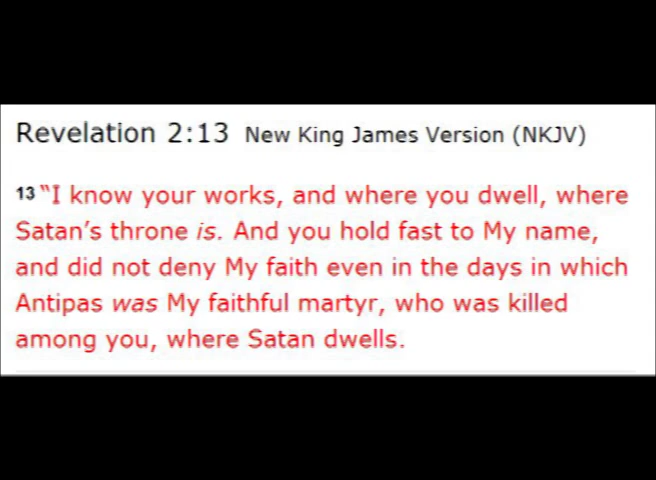 Revelation 2:13 New King James Version (NKJV)
13 “I know your works, and where you dwell, where
Satan’s throne is. And you hold fast to My name,
and did not deny My faith even in the days in which
Antipas was My faithful martyr, who was killed
among you, where Satan dwells.